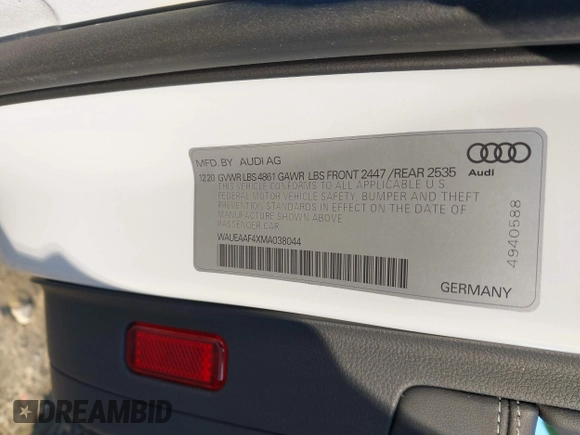 MFD. BY AUDI AG
12 20 GVWR LBS 4861 GAWR LBS FRONT 2447 / REAR 2535
THIS VEHICLE CONFORMS TO ALL APPLICABLE U S
FEDERAL MOTOR VEHICLE SAFETY, BUMPER AND THEFT
PREVENTION STANDARDS IN EFFECT ON THE DATE OF
MANUFACTURE SHOWN ABOVE
PASSENGER CAR
WAUEAAF4XMA038044
Audi
4940588
GERMANY
DREAMBID